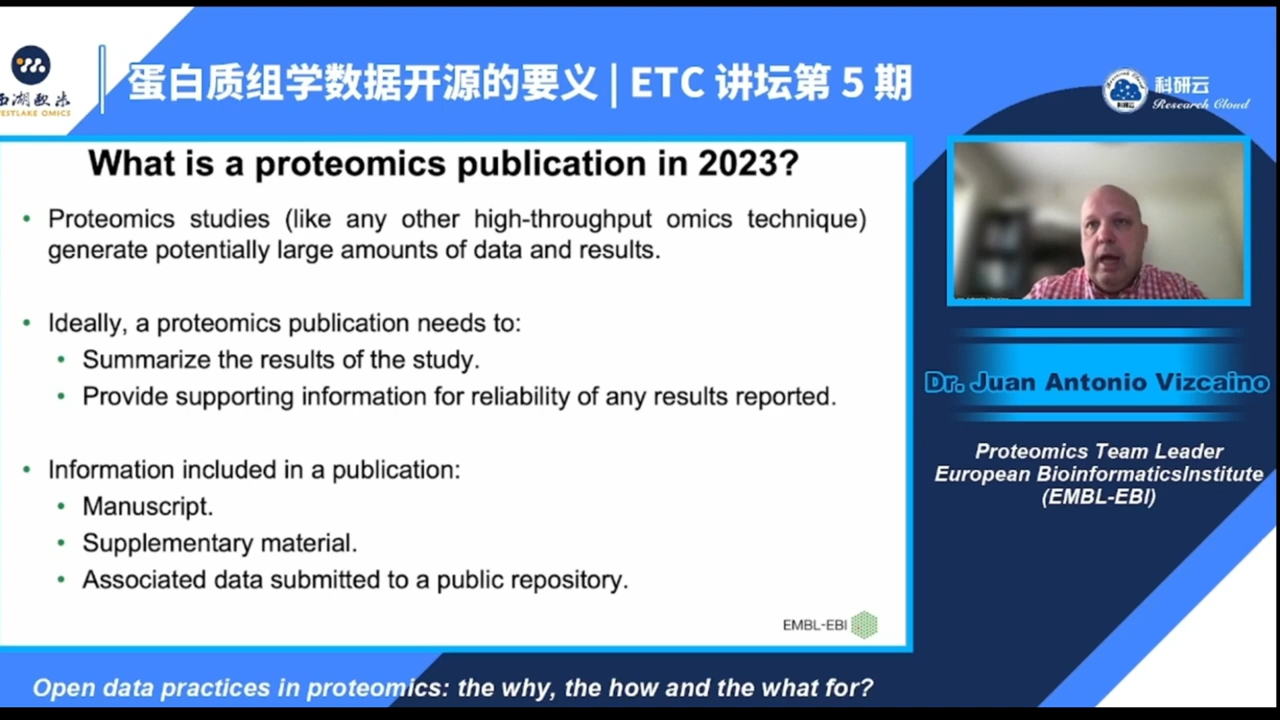 蛋白质组学数据开源的要义 | ETC 讲坛第 5 期
西湖欧米
WESTLAKE OMICS
科研云
Research Cloud
What is a proteomics publication in 2023?
• Proteomics studies (like any other high-throughput omics technique)
generate potentially large amounts of data and results.
• Ideally, a proteomics publication needs to:
• Summarize the results of the study.
• Provide supporting information for reliability of any results reported.
• Information included in a publication:
• Manuscript.
• Supplementary material.
• Associated data submitted to a public repository.
EMBL-EBI
Dr. Juan Antonio Vizcaino
Proteomics Team Leader
European BioinformaticsInstitute
(EMBL-EBI)
Open data practices in proteomics: the why, the how and the what for?